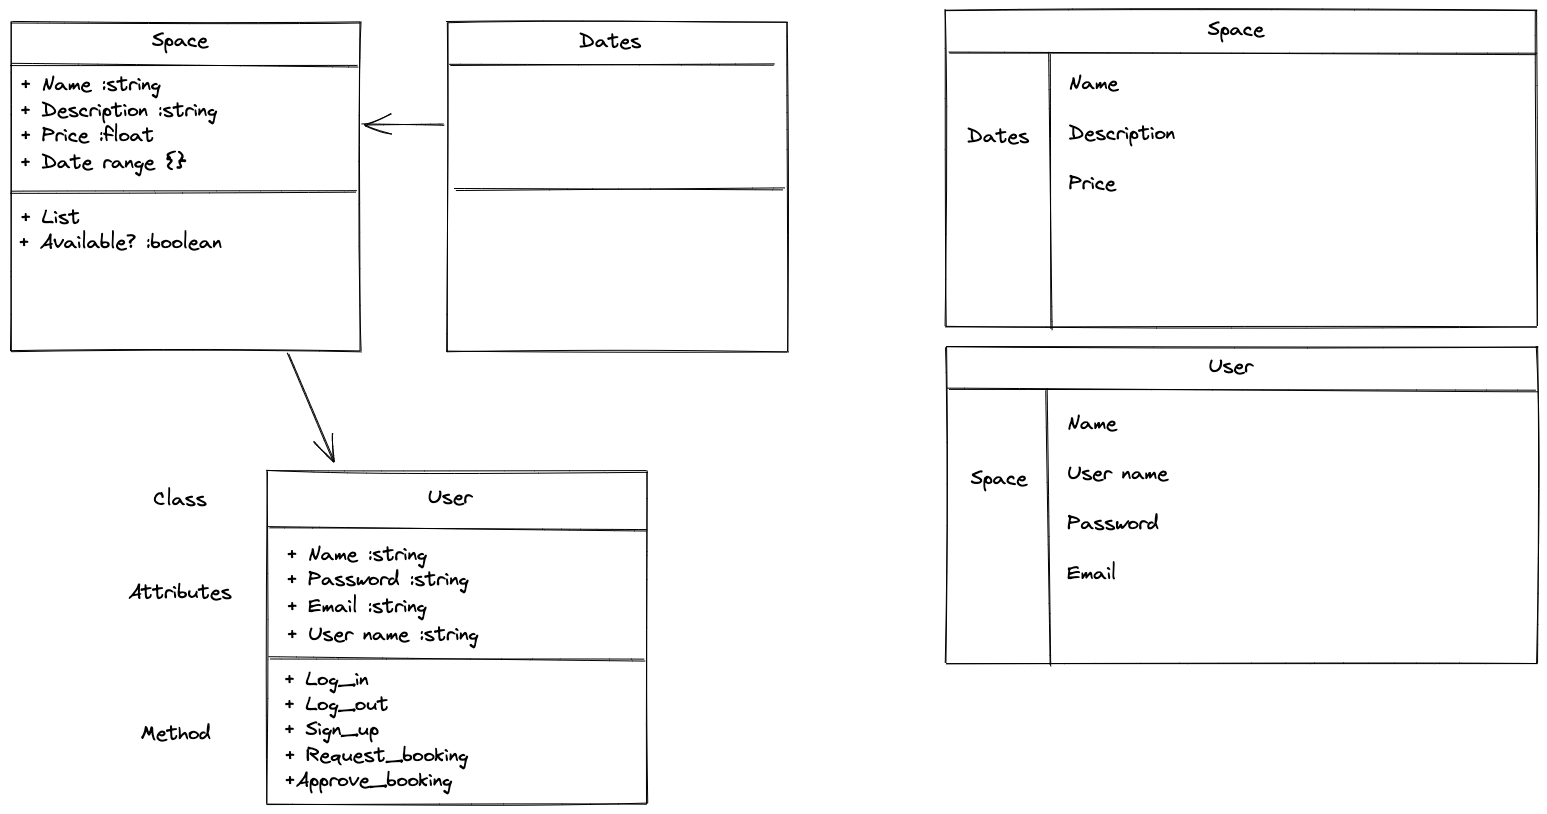 Space
+ Name :string
+ Description :string
+ Price :float
+ Date range {}
+ List
+ Available? :boolean
Dates
Class
Attributes
Method
User
+ Name :string
+ Password :string
+ Email :string
+ User name :string
+ Log_in
+ Log_out
+ Sign_up
+ Request_booking
+Approve_booking
Space
Dates
Name
Description
Price
User
Space
Name
User name
Password
Email